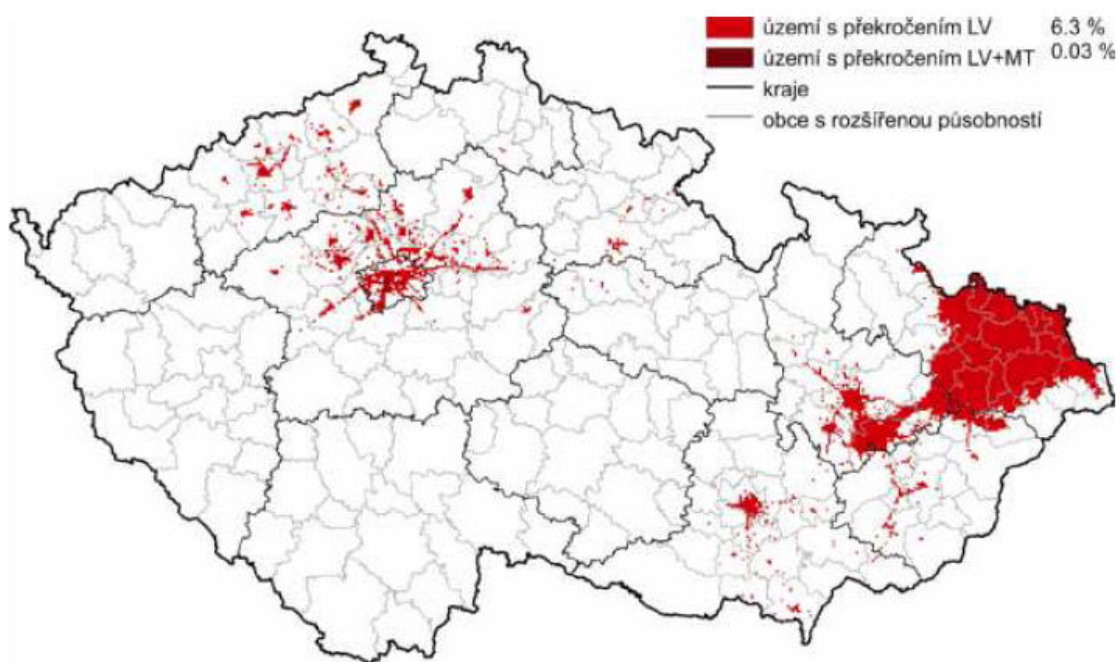 území s překročením LV 6.3 %
území s překročením LV+MT 0.03 %
kraje
obce s rozšířenou působností